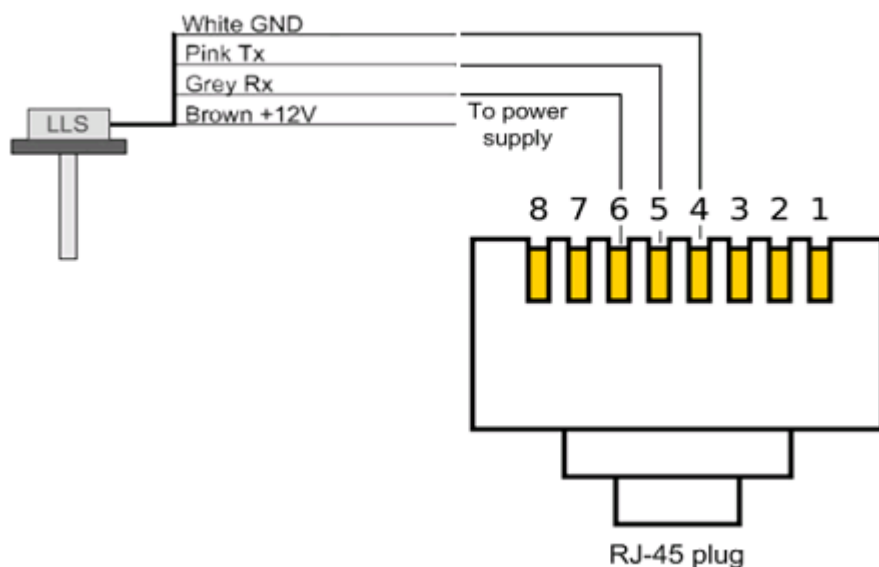 White GND
Pink Tx
Grey Rx
Brown +12V
LLS
To power
supply
8 7 6 5 4 3 2 1
RJ-45 plug